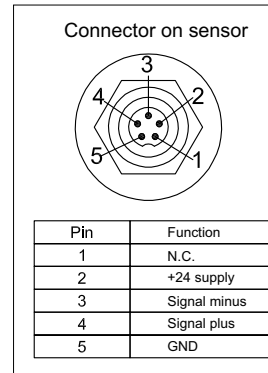 Connector on sensor
3
4 2
5 1
Pin Function
1 N.C.
2 +24 supply
3 Signal minus
4 Signal plus
5 GND